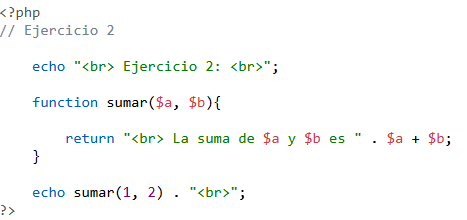 <?php
// Ejercicio 2
echo "<br> Ejercicio 2: <br>";
function sumar($a, $b){
return "<br> La suma de $a y $b es " . $a + $b;
}
echo sumar(1, 2) . "<br>";
?>